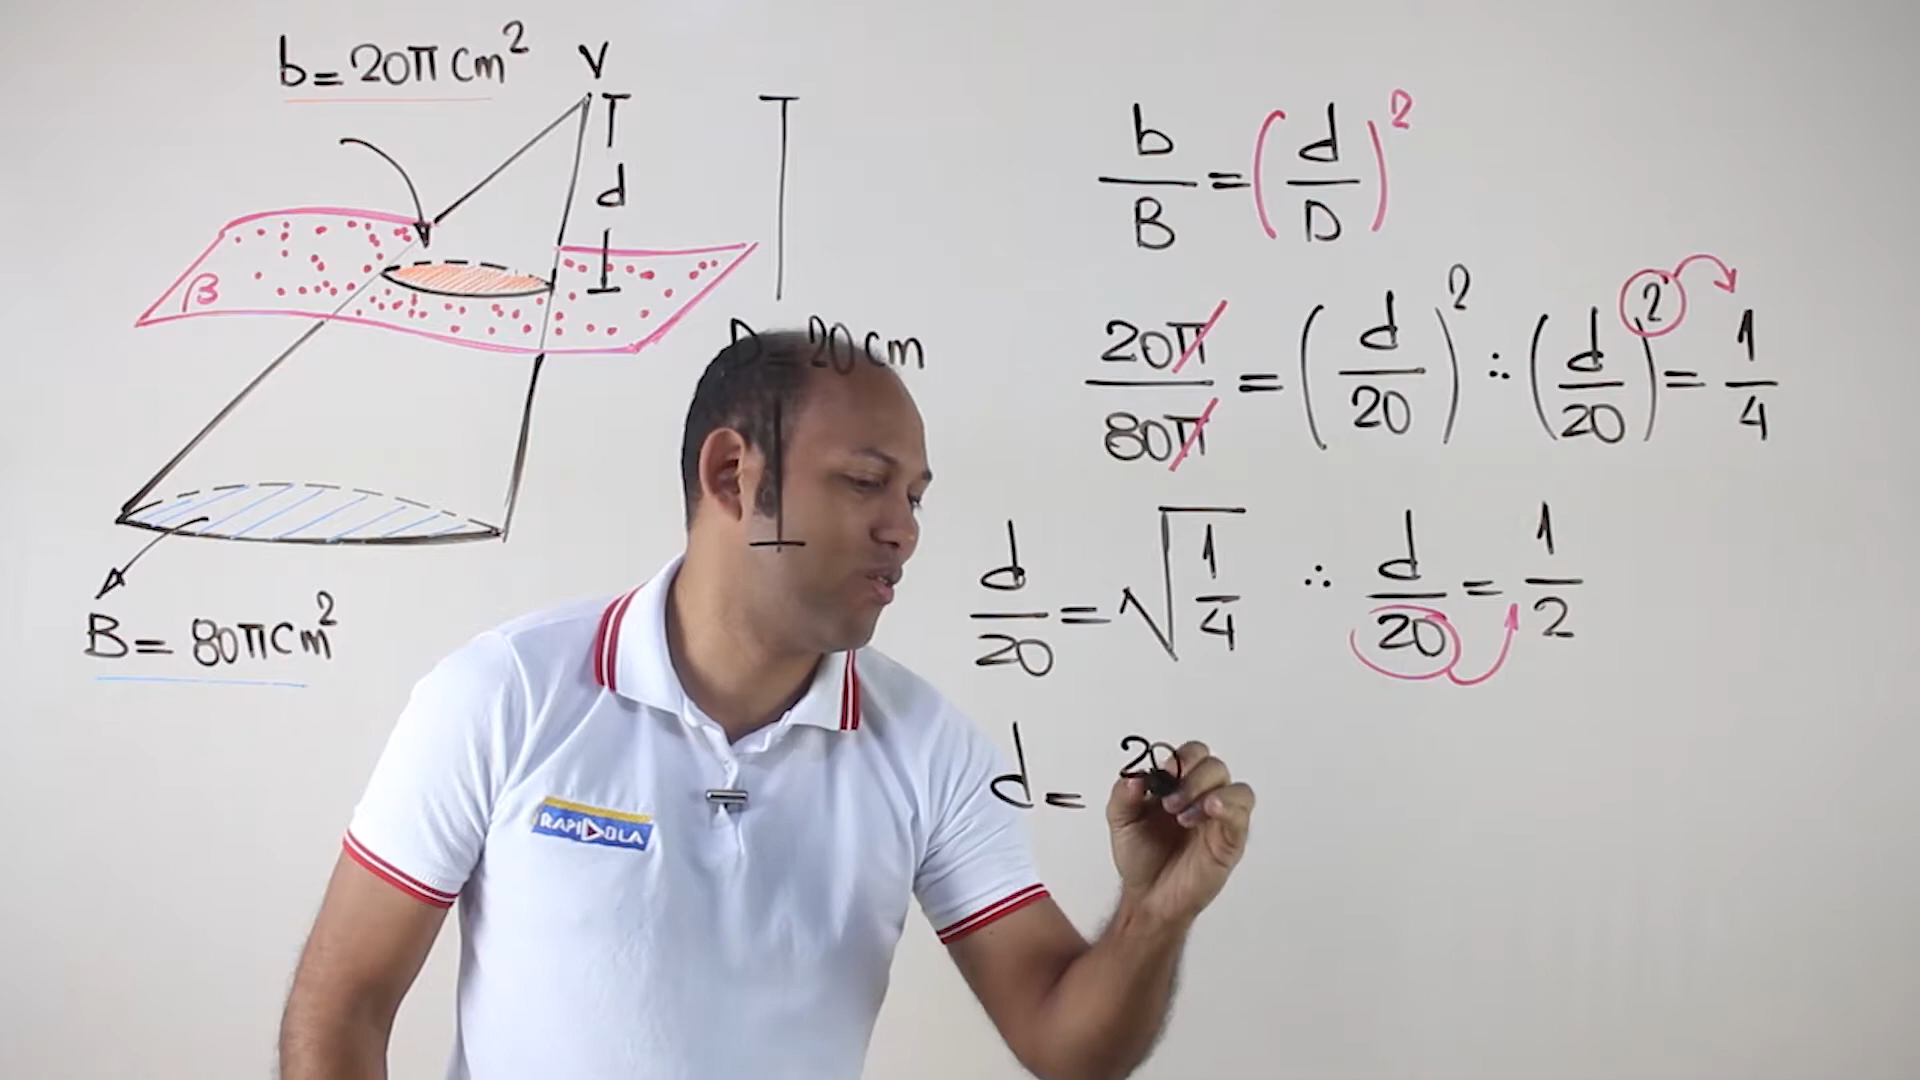 b = 20π cm²
V
d
β
D = 20 cm
B = 80π cm²
b/B = (d/D)²
20π/80π = (d/20)² ∴ (d/20)² = 1/4
d/20 = √(1/4) ∴ d/20 = 1/2
d = 20
RAPIDOLA